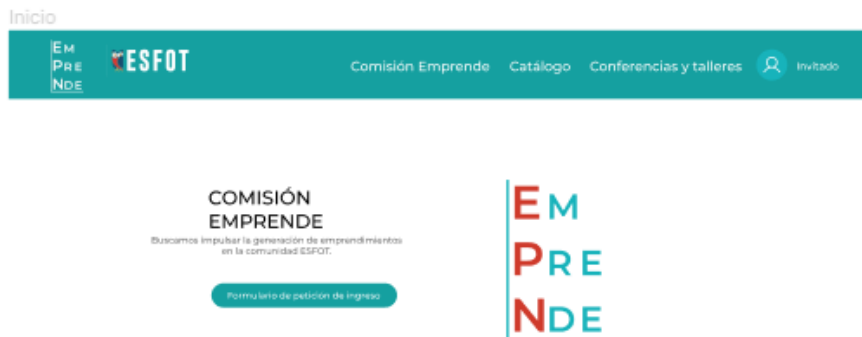 Inicio
EM
PRE
NDE
ESFOT
Comisión Emprende Catálogo Conferencias y talleres Invitado
COMISIÓN
EMPRENDE
Buscamos impulsar la generación de emprendimientos
en la comunidad ESFOT.
Formulario de petición de ingreso
EM
PRE
NDE